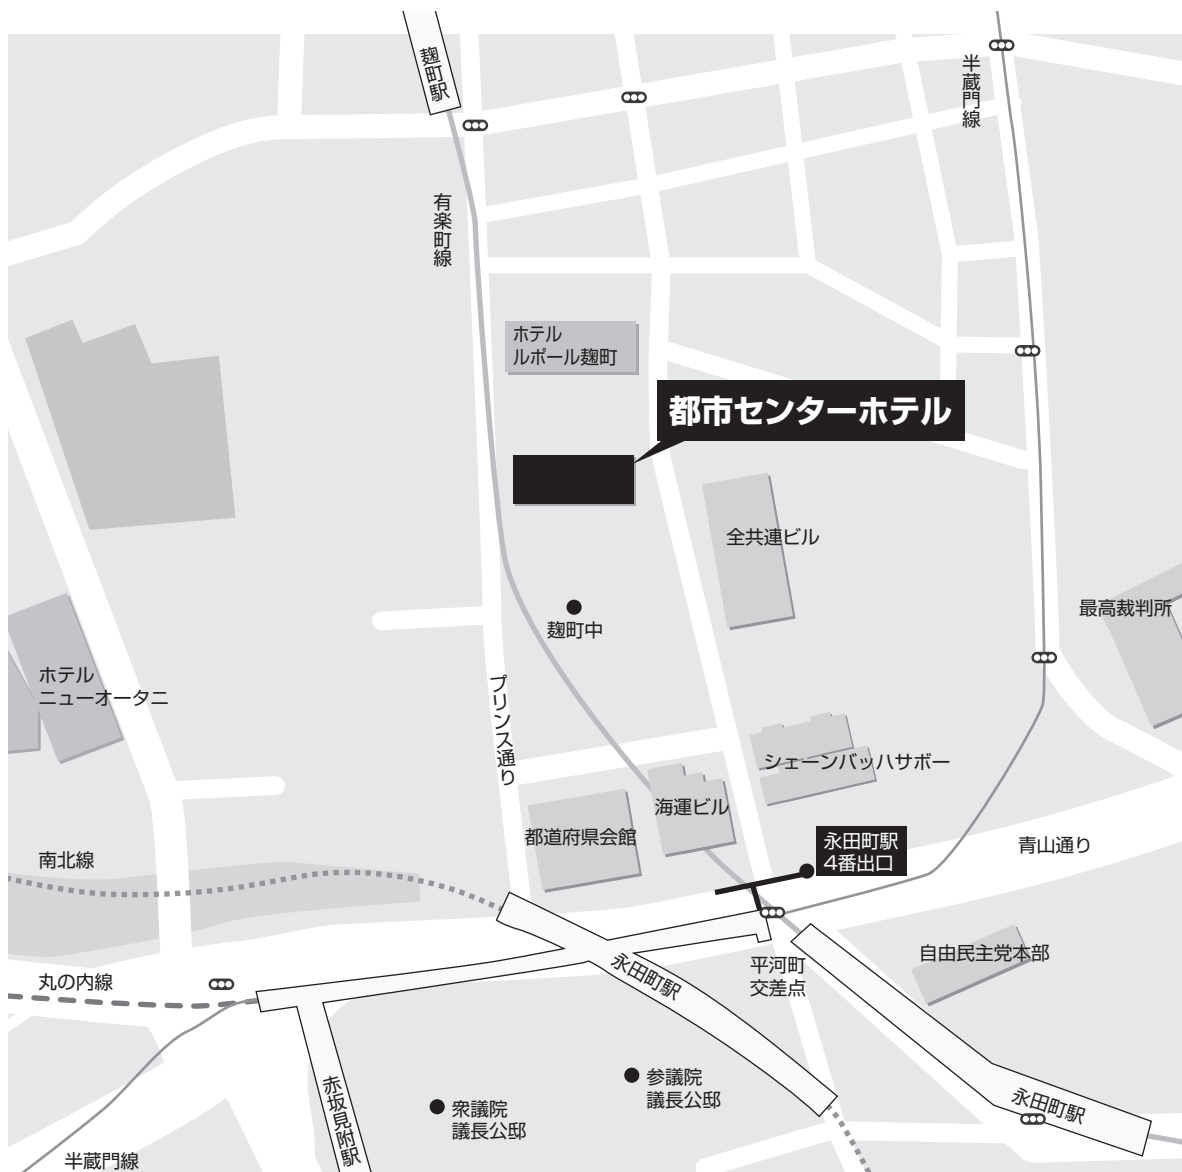 麹町駅
半蔵門線
有楽町線
ホテル
ルポール麹町
都市センターホテル
全共連ビル
麹町中
最高裁判所
ホテル
ニューオータニ
プリンス通り
シェーンバッハサボー
海運ビル
都道府県会館
永田町駅
4番出口
青山通り
南北線
自由民主党本部
平河町
交差点
永田町駅
丸の内線
赤坂見附駅
参議院
議長公邸
衆議院
議長公邸
永田町駅
半蔵門線